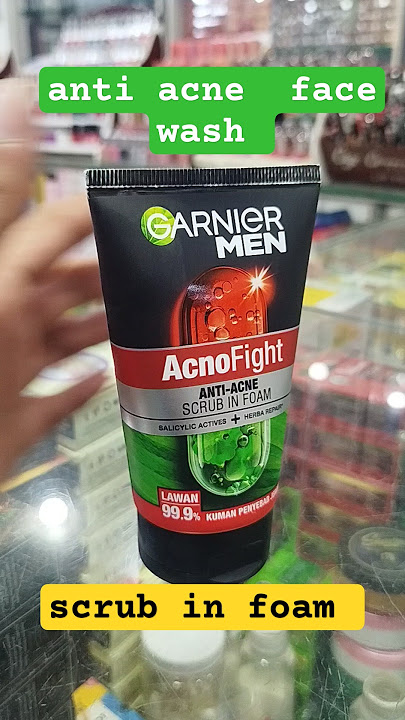 anti acne face
wash
GARNIER
MEN
AcnoFight
ANTI-ACNE
SCRUB IN FOAM
SALICYLIC ACTIVES + HERBA REPAIR
LAWAN
99.9% KUMAN PENYEBAB
scrub in foam